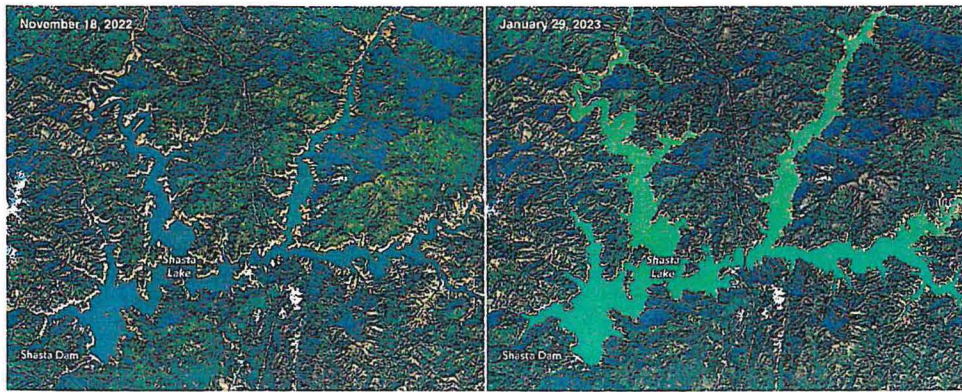 November 18, 2022
Shasta
Lake
Shasta Dam
January 29, 2023
Shasta
Lake
Shasta Dam